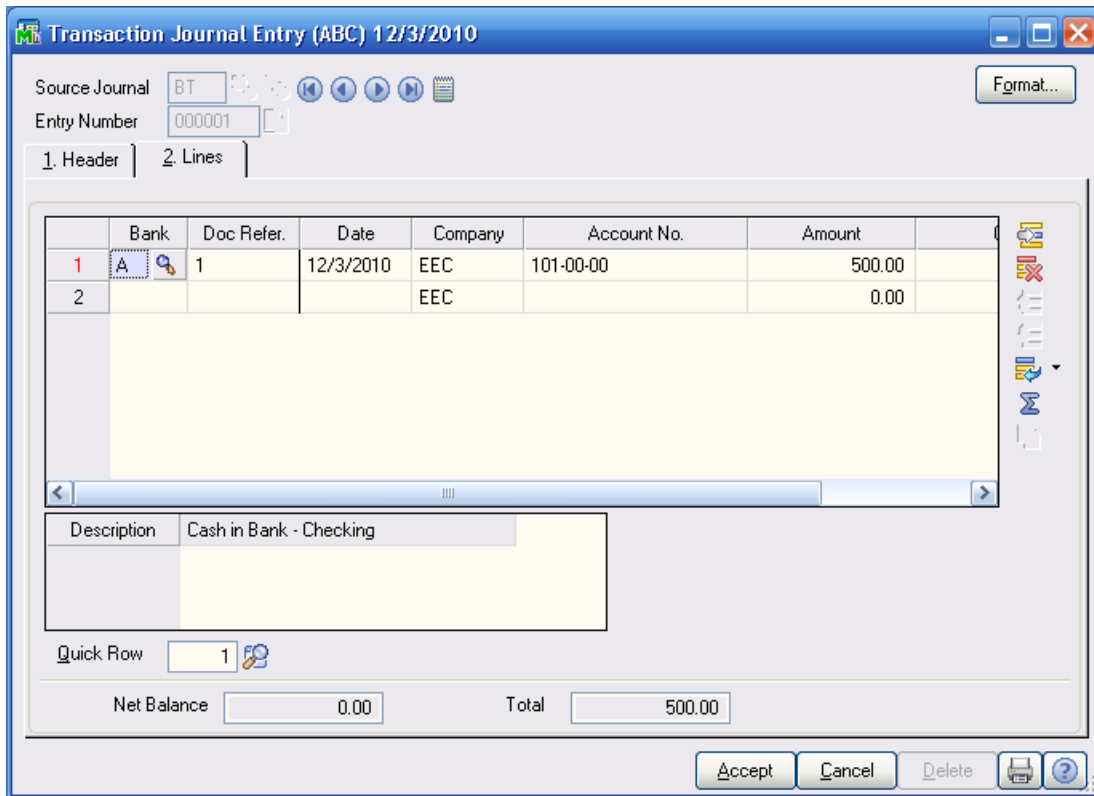 Transaction Journal Entry (ABC) 12/3/2010
Source Journal BT
Format...
Entry Number 000001
1. Header 2. Lines
Bank Doc Refer. Date Company Account No. Amount
1 A 1 12/3/2010 EEC 101-00-00 500.00
2 EEC 0.00
Description Cash in Bank - Checking
Quick Row 1
Net Balance 0.00 Total 500.00
Accept Cancel Delete